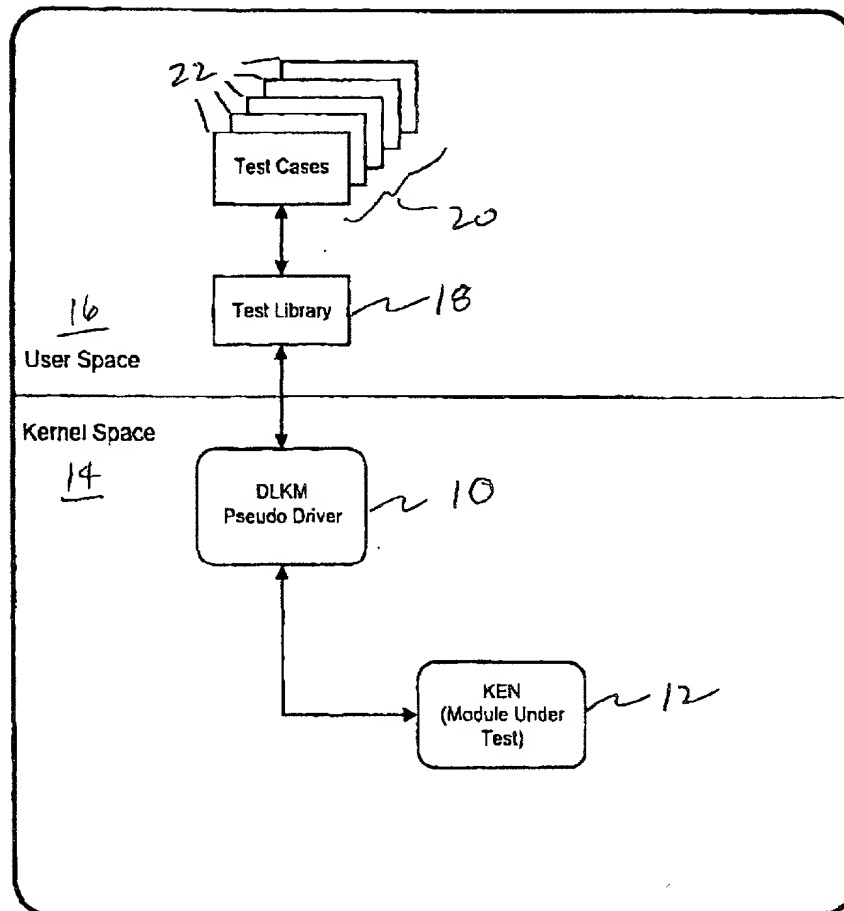 22
Test Cases
20
Test Library
18
16
User Space
Kernel Space
14
DLKM
Pseudo Driver
10
KEN
(Module Under
Test)
12